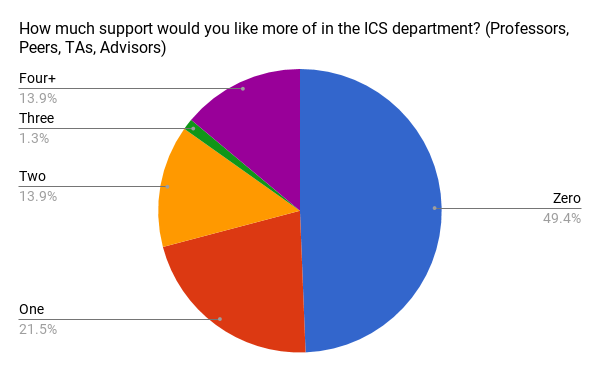 How much support would you like more of in the ICS department? (Professors,
Peers, TAs, Advisors)
Four+
13.9%
Three
1.3%
Two
13.9%
Zero
49.4%
One
21.5%